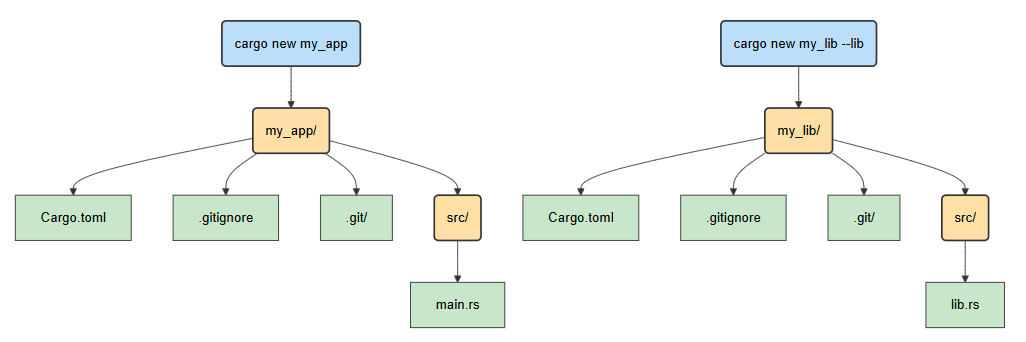 cargo new my_app
cargo new my_lib --lib
my_app/
my_lib/
Cargo.toml
.gitignore
.git/
src/
Cargo.toml
.gitignore
.git/
src/
main.rs
lib.rs